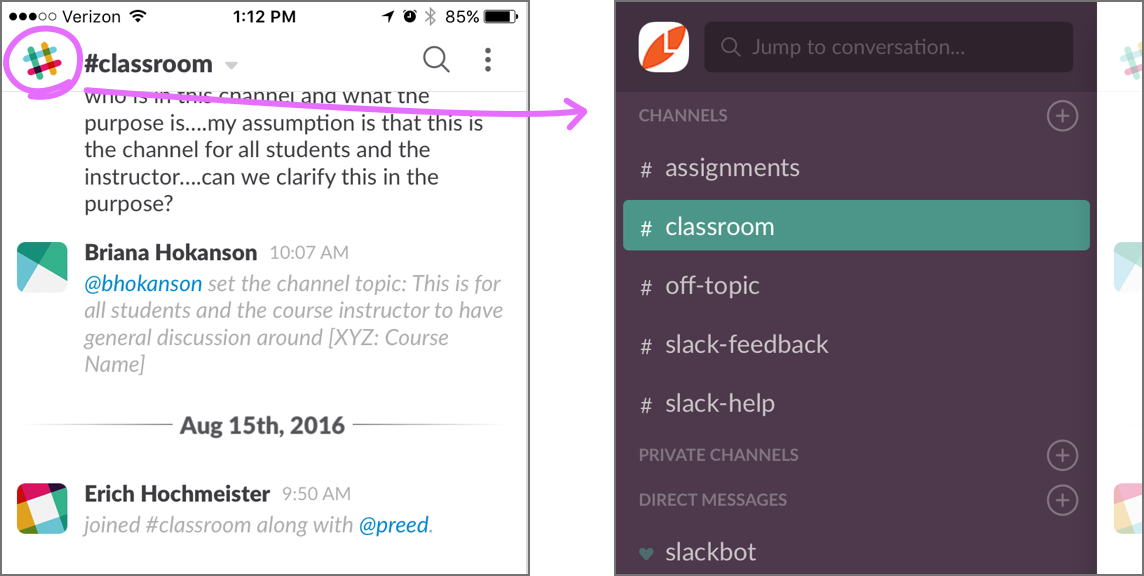 Verizon 1:12 PM 85%
#classroom
who is in this channel and what the
purpose is....my assumption is that this is
the channel for all students and the
instructor....can we clarify this in the
purpose?
Briana Hokanson 10:07 AM
@bhokanson set the channel topic: This is for
all students and the course instructor to have
general discussion around [XYZ: Course
Name]
Aug 15th, 2016
Erich Hochmeister 9:50 AM
joined #classroom along with @preed.
Jump to conversation...
CHANNELS
# assignments
# classroom
# off-topic
# slack-feedback
# slack-help
PRIVATE CHANNELS
DIRECT MESSAGES
slackbot